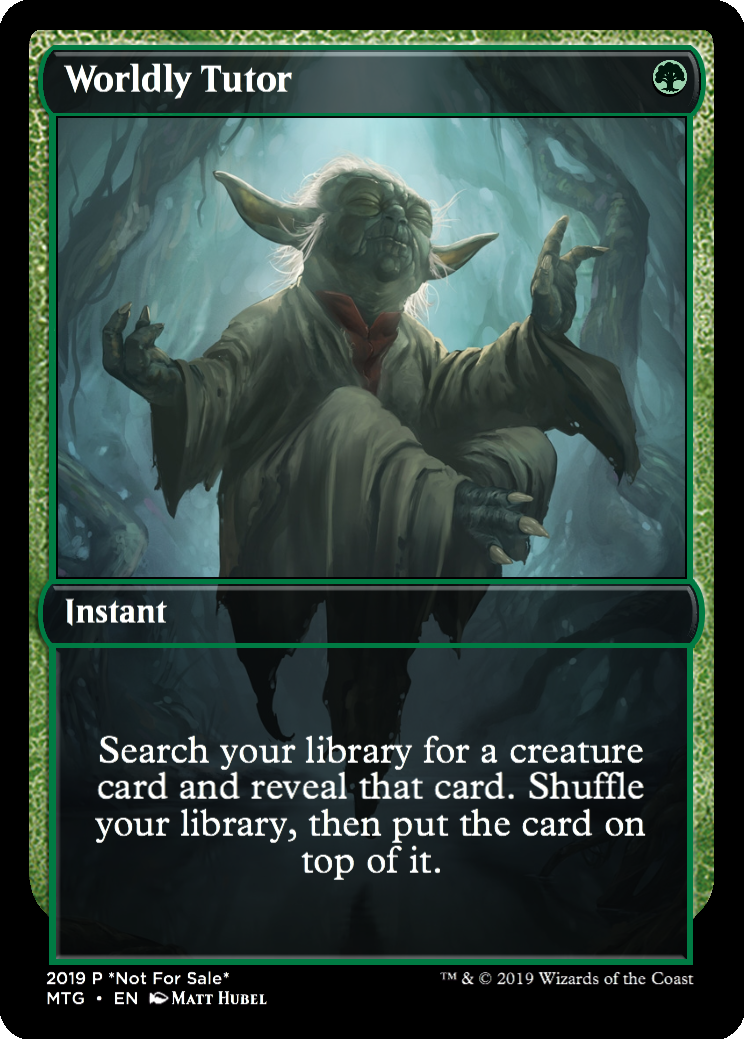 Worldly Tutor
Instant
Search your library for a creature
card and reveal that card. Shuffle
your library, then put the card on
top of it.
2019 P *Not For Sale*
™ & © 2019 Wizards of the Coast
MTG • EN Matt Hubel